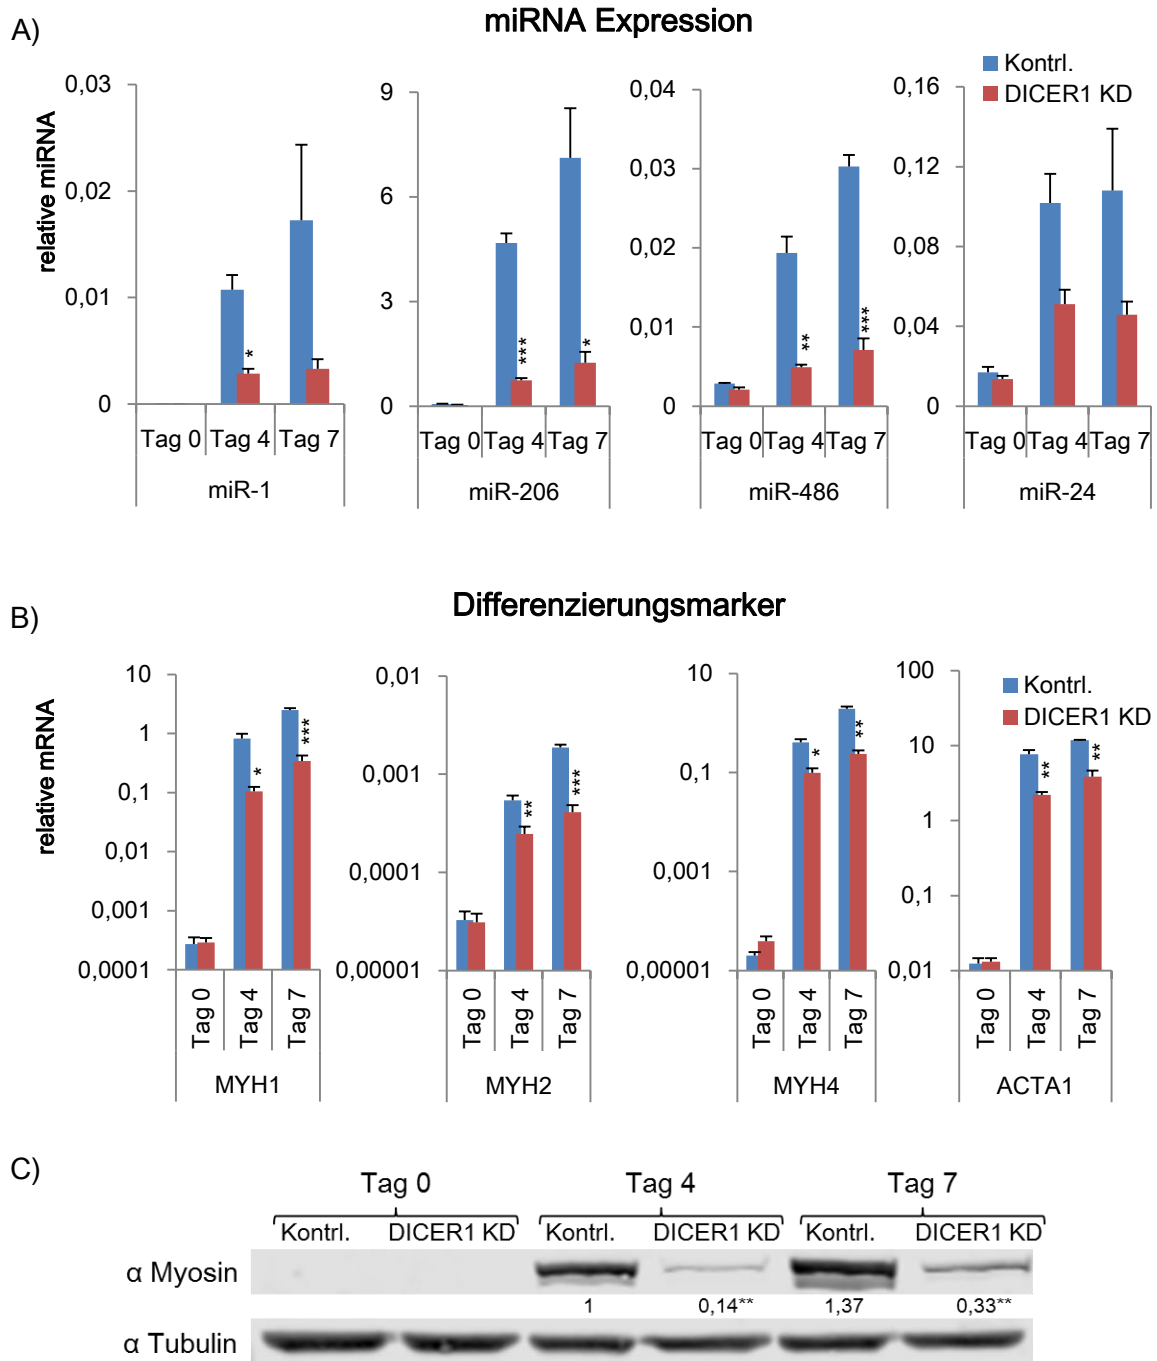 A)
miRNA Expression
relative miRNA
Kontrl.
DICER1 KD
0,03
0,02
0,01
0
*
Tag 0 Tag 4 Tag 7
miR-1
9
6
3
0
***
*
Tag 0 Tag 4 Tag 7
miR-206
0,04
0,03
0,02
0,01
0
**
***
Tag 0 Tag 4 Tag 7
miR-486
0,16
0,12
0,08
0,04
0
Tag 0 Tag 4 Tag 7
miR-24
B)
Differenzierungsmarker
relative mRNA
Kontrl.
DICER1 KD
10
1
0,1
0,01
0,001
0,0001
*
***
Tag 0 Tag 4 Tag 7
MYH1
0,01
0,001
0,0001
0,00001
**
***
Tag 0 Tag 4 Tag 7
MYH2
10
0,1
0,001
0,00001
*
**
Tag 0 Tag 4 Tag 7
MYH4
100
10
1
0,1
0,01
**
**
Tag 0 Tag 4 Tag 7
ACTA1
C)
Tag 0 Tag 4 Tag 7
Kontrl. DICER1 KD Kontrl. DICER1 KD Kontrl. DICER1 KD
α Myosin
1 0,14** 1,37 0,33**
α Tubulin